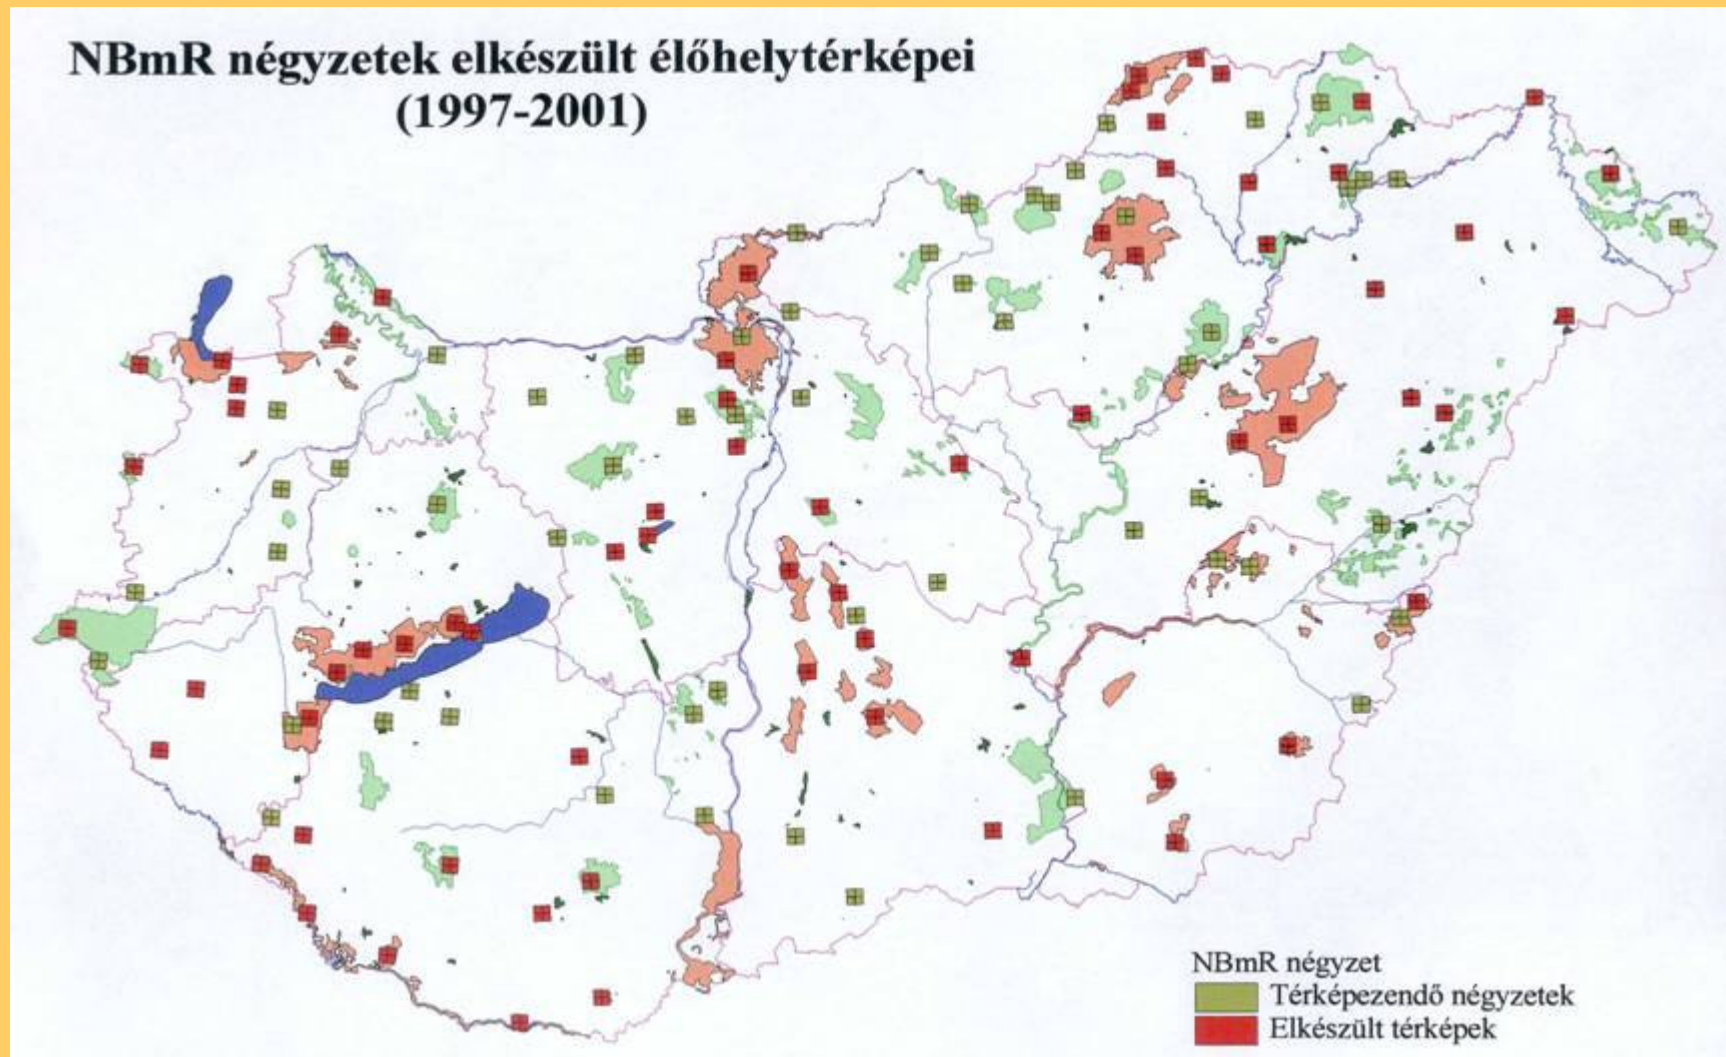 NBmR négyzetek elkészült élőhelytérképei
(1997-2001)
NBmR négyzet
Térképezendő négyzetek
Elkészült térképek